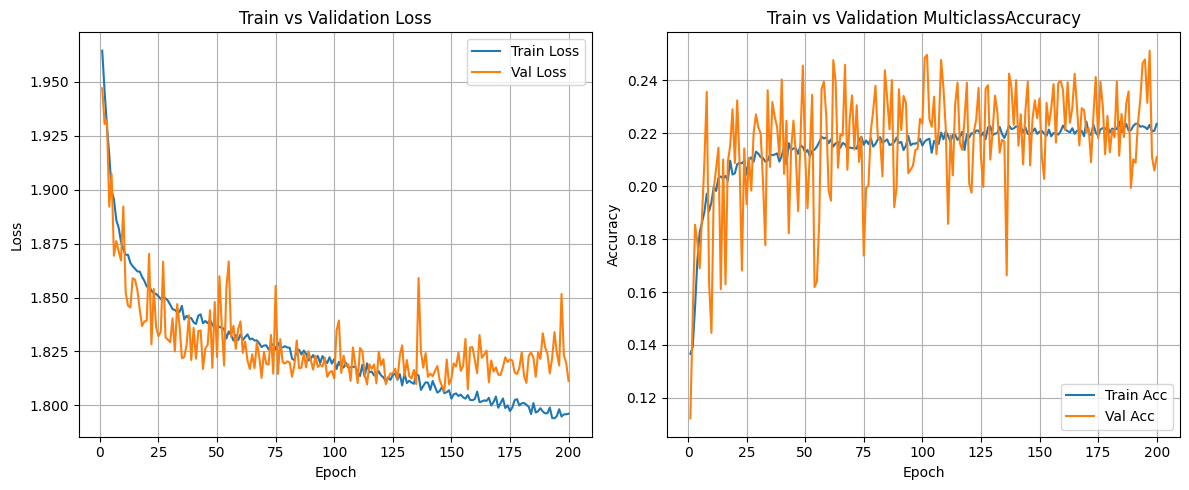 Train vs Validation Loss
Train Loss
Val Loss
1.950
1.925
1.900
1.875
1.850
1.825
1.800
Loss
0 25 50 75 100 125 150 175 200
Epoch
Train vs Validation MulticlassAccuracy
0.24
0.22
0.20
0.18
0.16
0.14
0.12
Accuracy
Train Acc
Val Acc
0 25 50 75 100 125 150 175 200
Epoch